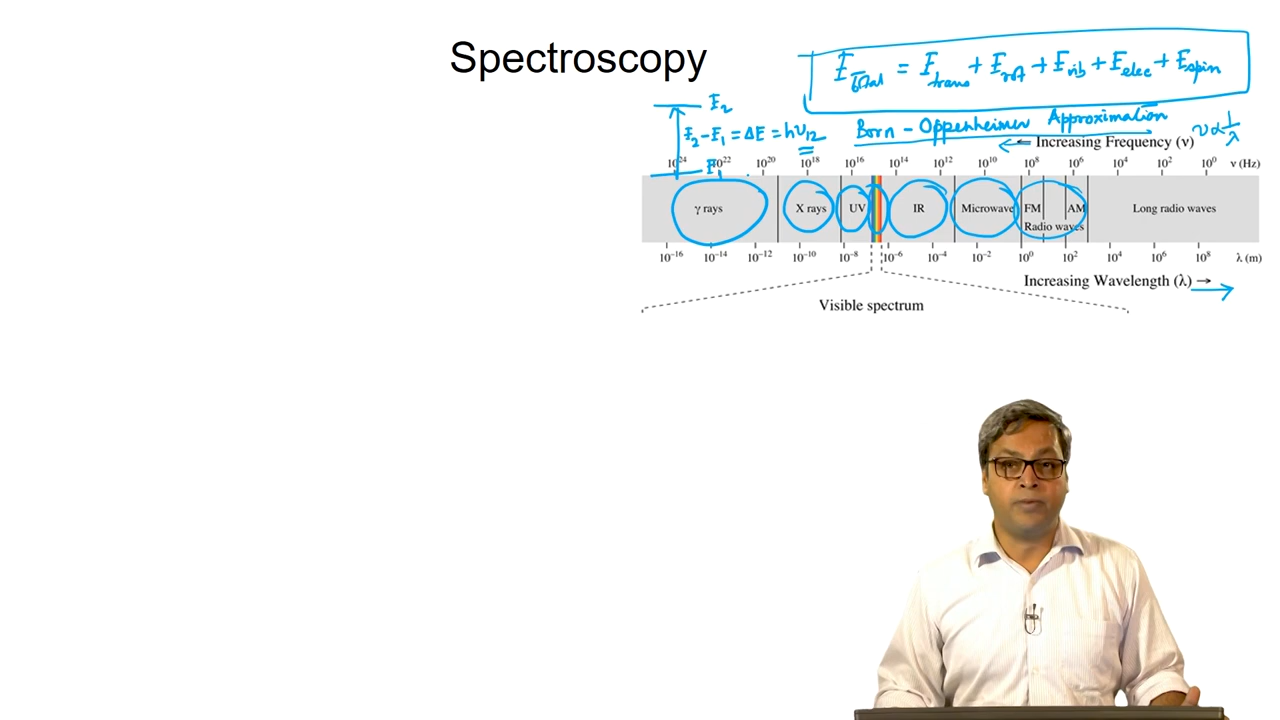 Spectroscopy
E_Total = E_trans + E_rot + E_vib + E_elec + E_spin
E₂
E₂ - E₁ = ΔE = hν₁₂
Born - Oppenheimer Approximation
ν ∝ 1/λ
← Increasing Frequency (ν)
E₁
10²⁴ 10²² 10²⁰ 10¹⁸ 10¹⁶ 10¹⁴ 10¹² 10¹⁰ 10⁸ 10⁶ 10⁴ 10² 10⁰ ν (Hz)
γ rays X rays UV IR Microwave FM AM Long radio waves
Radio waves
10⁻¹⁶ 10⁻¹⁴ 10⁻¹² 10⁻¹⁰ 10⁻⁸ 10⁻⁶ 10⁻⁴ 10⁻² 10⁰ 10² 10⁴ 10⁶ 10⁸ λ (m)
Increasing Wavelength (λ) →
Visible spectrum